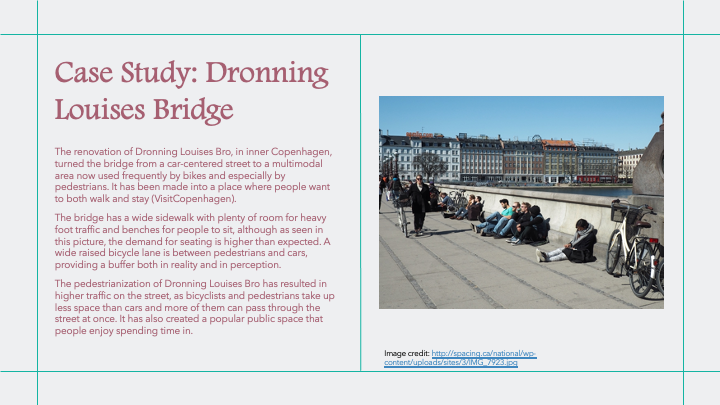 Case Study: Dronning
Louises Bridge
The renovation of Dronning Louises Bro, in inner Copenhagen,
turned the bridge from a car-centered street to a multimodal
area now used frequently by bikes and especially by
pedestrians. It has been made into a place where people want
to both walk and stay (VisitCopenhagen).
The bridge has a wide sidewalk with plenty of room for heavy
foot traffic and benches for people to sit, although as seen in
this picture, the demand for seating is higher than expected. A
wide raised bicycle lane is between pedestrians and cars,
providing a buffer both in reality and in perception.
The pedestrianization of Dronning Louises Bro has resulted in
higher traffic on the street, as bicyclists and pedestrians take up
less space than cars and more of them can pass through the
street at once. It has also created a popular public space that
people enjoy spending time in.
Image credit: http://spacing.ca/national/wp-
content/uploads/sites/3/IMG_7923.jpg